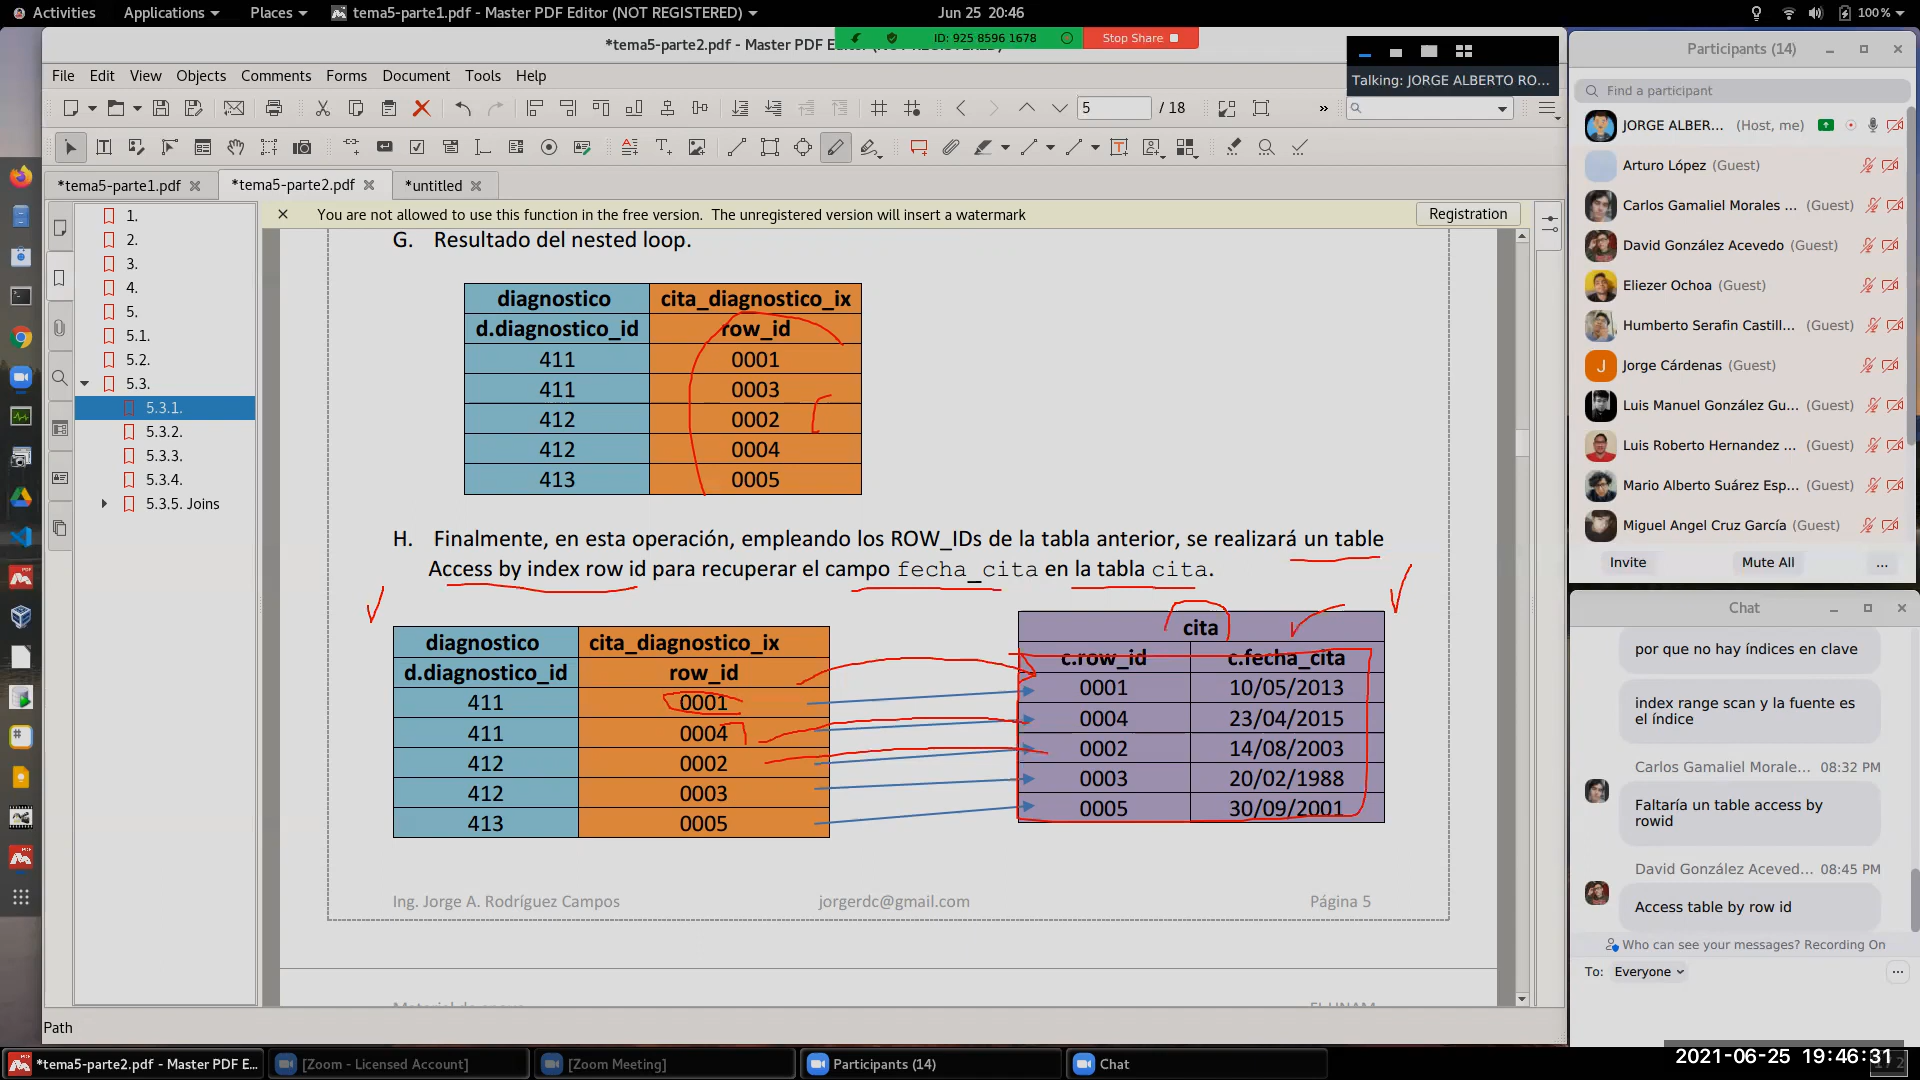 Activities Applications Places tema5-parte1.pdf - Master PDF Editor (NOT REGISTERED) Jun 25 20:46 100%
*tema5-parte2.pdf - Master PDF Edi
ID: 925 8596 1678 Stop Share
Talking: JORGE ALBERTO RO...
File Edit View Objects Comments Forms Document Tools Help
5 / 18 »
*tema5-parte1.pdf *tema5-parte2.pdf *untitled
You are not allowed to use this function in the free version. The unregistered version will insert a watermark Registration
1.
2.
3.
4.
5.
5.1.
5.2.
5.3.
5.3.1.
5.3.2.
5.3.3.
5.3.4.
5.3.5. Joins
G. Resultado del nested loop.
diagnostico cita_diagnostico_ix
d.diagnostico_id row_id
411 0001
411 0003
412 0002
412 0004
413 0005
H. Finalmente, en esta operación, empleando los ROW_IDs de la tabla anterior, se realizará un table
Access by index row id para recuperar el campo fecha_cita en la tabla cita.
diagnostico cita_diagnostico_ix
d.diagnostico_id row_id
411 0001
411 0004
412 0002
412 0003
413 0005
cita
c.row_id c.fecha_cita
0001 10/05/2013
0004 23/04/2015
0002 14/08/2003
0003 20/02/1988
0005 30/09/2001
Ing. Jorge A. Rodríguez Campos jorgerdc@gmail.com Página 5
Path
Participants (14)
Find a participant
JORGE ALBER... (Host, me)
Arturo López (Guest)
Carlos Gamaliel Morales ... (Guest)
David González Acevedo (Guest)
Eliezer Ochoa (Guest)
Humberto Serafin Castill... (Guest)
J Jorge Cárdenas (Guest)
Luis Manuel González Gu... (Guest)
Luis Roberto Hernandez ... (Guest)
Mario Alberto Suárez Esp... (Guest)
Miguel Angel Cruz García (Guest)
Invite Mute All ...
Chat
por que no hay índices en clave
index range scan y la fuente es
el índice
Carlos Gamaliel Morale... 08:32 PM
Faltaría un table access by
rowid
David González Aceved... 08:45 PM
Access table by row id
Who can see your messages? Recording On
To: Everyone
*tema5-parte2.pdf - Master PDF E... [Zoom - Licensed Account] [Zoom Meeting] Participants (14) Chat
2021-06-25 19:46:31